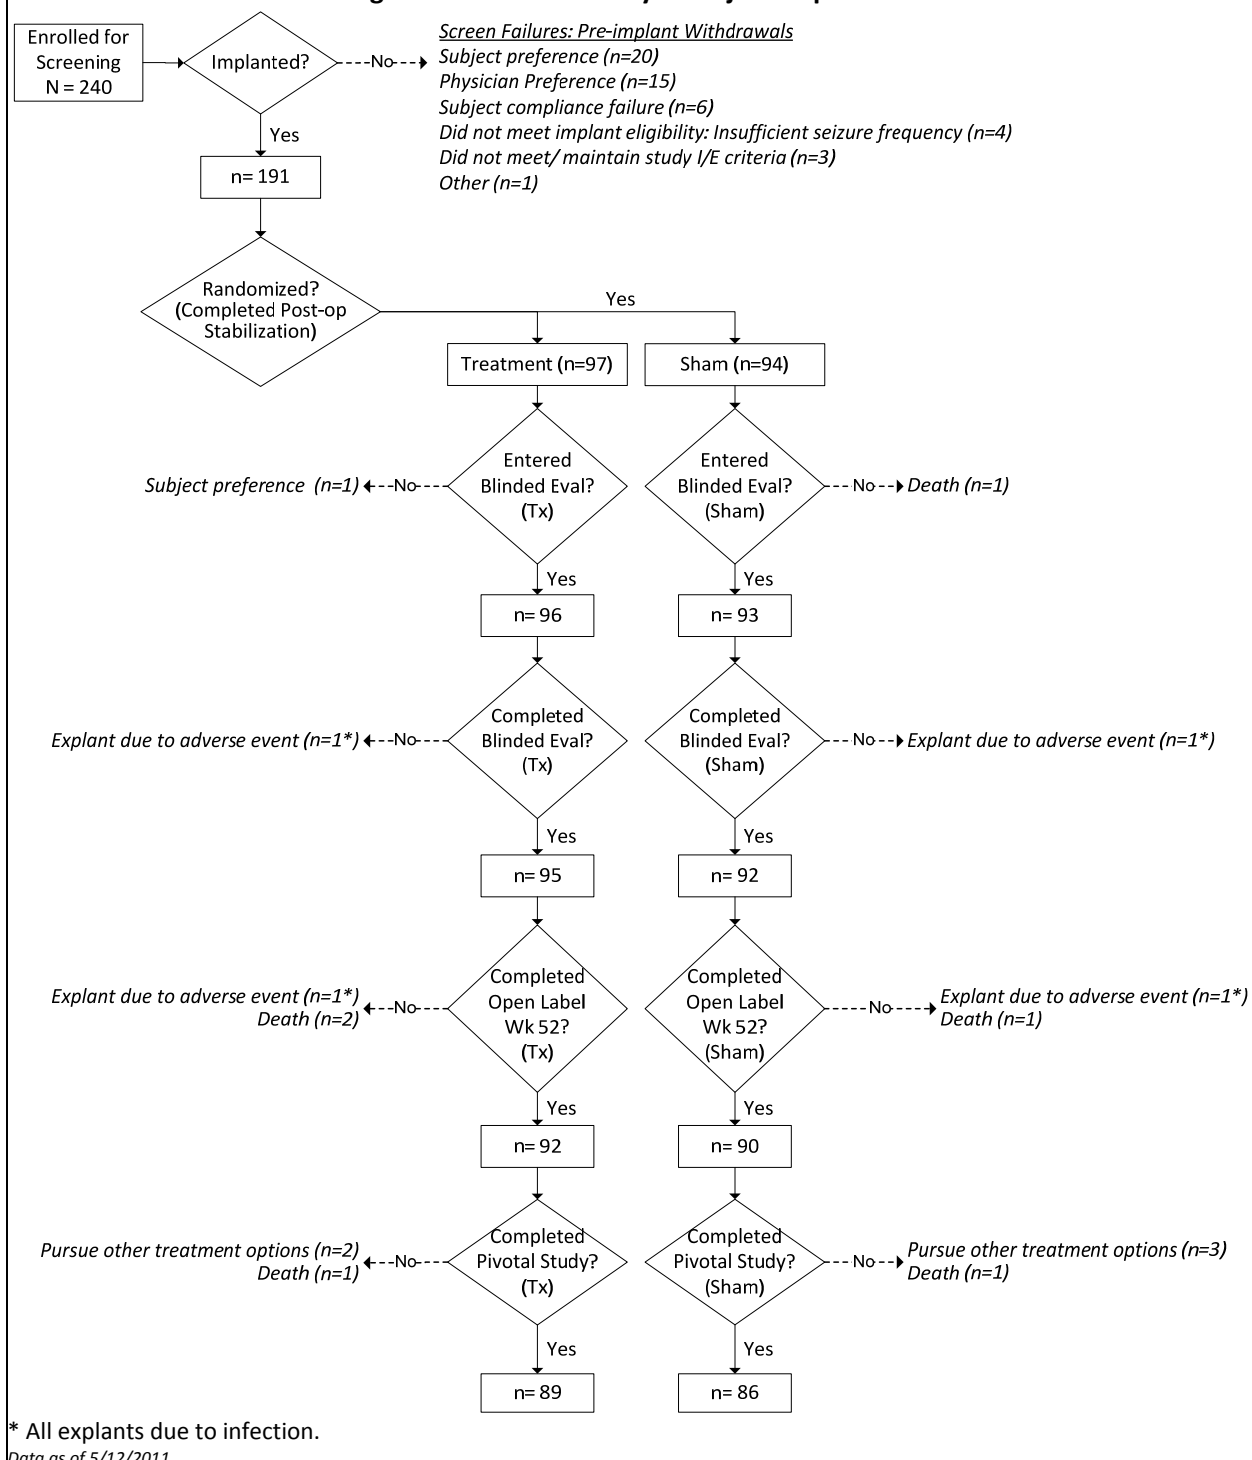 Enrolled for
Screening
N = 240
Implanted?
No
Screen Failures: Pre-implant Withdrawals
Subject preference (n=20)
Physician Preference (n=15)
Subject compliance failure (n=6)
Did not meet implant eligibility: Insufficient seizure frequency (n=4)
Did not meet/ maintain study I/E criteria (n=3)
Other (n=1)
Yes
n= 191
Randomized?
(Completed Post-op
Stabilization)
Yes
Treatment (n=97)
Sham (n=94)
Subject preference (n=1)
No
Entered
Blinded Eval?
(Tx)
Entered
Blinded Eval?
(Sham)
No
Death (n=1)
Yes
Yes
n= 96
n= 93
Explant due to adverse event (n=1*)
No
Completed
Blinded Eval?
(Tx)
Completed
Blinded Eval?
(Sham)
No
Explant due to adverse event (n=1*)
Yes
Yes
n= 95
n= 92
Explant due to adverse event (n=1*)
Death (n=2)
No
Completed
Open Label
Wk 52?
(Tx)
Completed
Open Label
Wk 52?
(Sham)
No
Explant due to adverse event (n=1*)
Death (n=1)
Yes
Yes
n= 92
n= 90
Pursue other treatment options (n=2)
Death (n=1)
No
Completed
Pivotal Study?
(Tx)
Completed
Pivotal Study?
(Sham)
No
Pursue other treatment options (n=3)
Death (n=1)
Yes
Yes
n= 89
n= 86
* All explants due to infection.
Data as of 5/12/2011